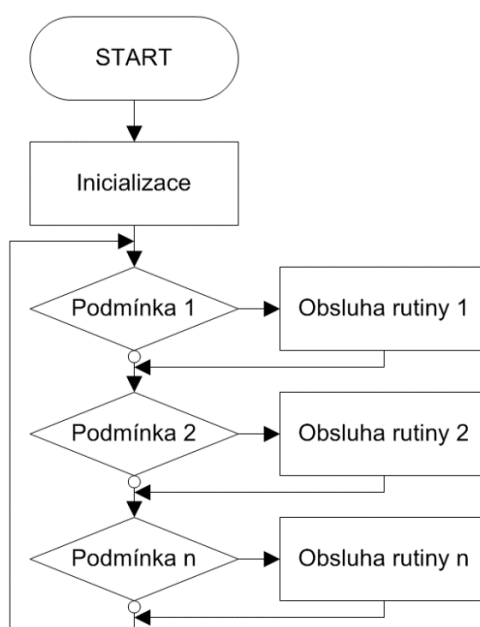 START
Inicializace
Podmínka 1
Obsluha rutiny 1
Podmínka 2
Obsluha rutiny 2
Podmínka n
Obsluha rutiny n